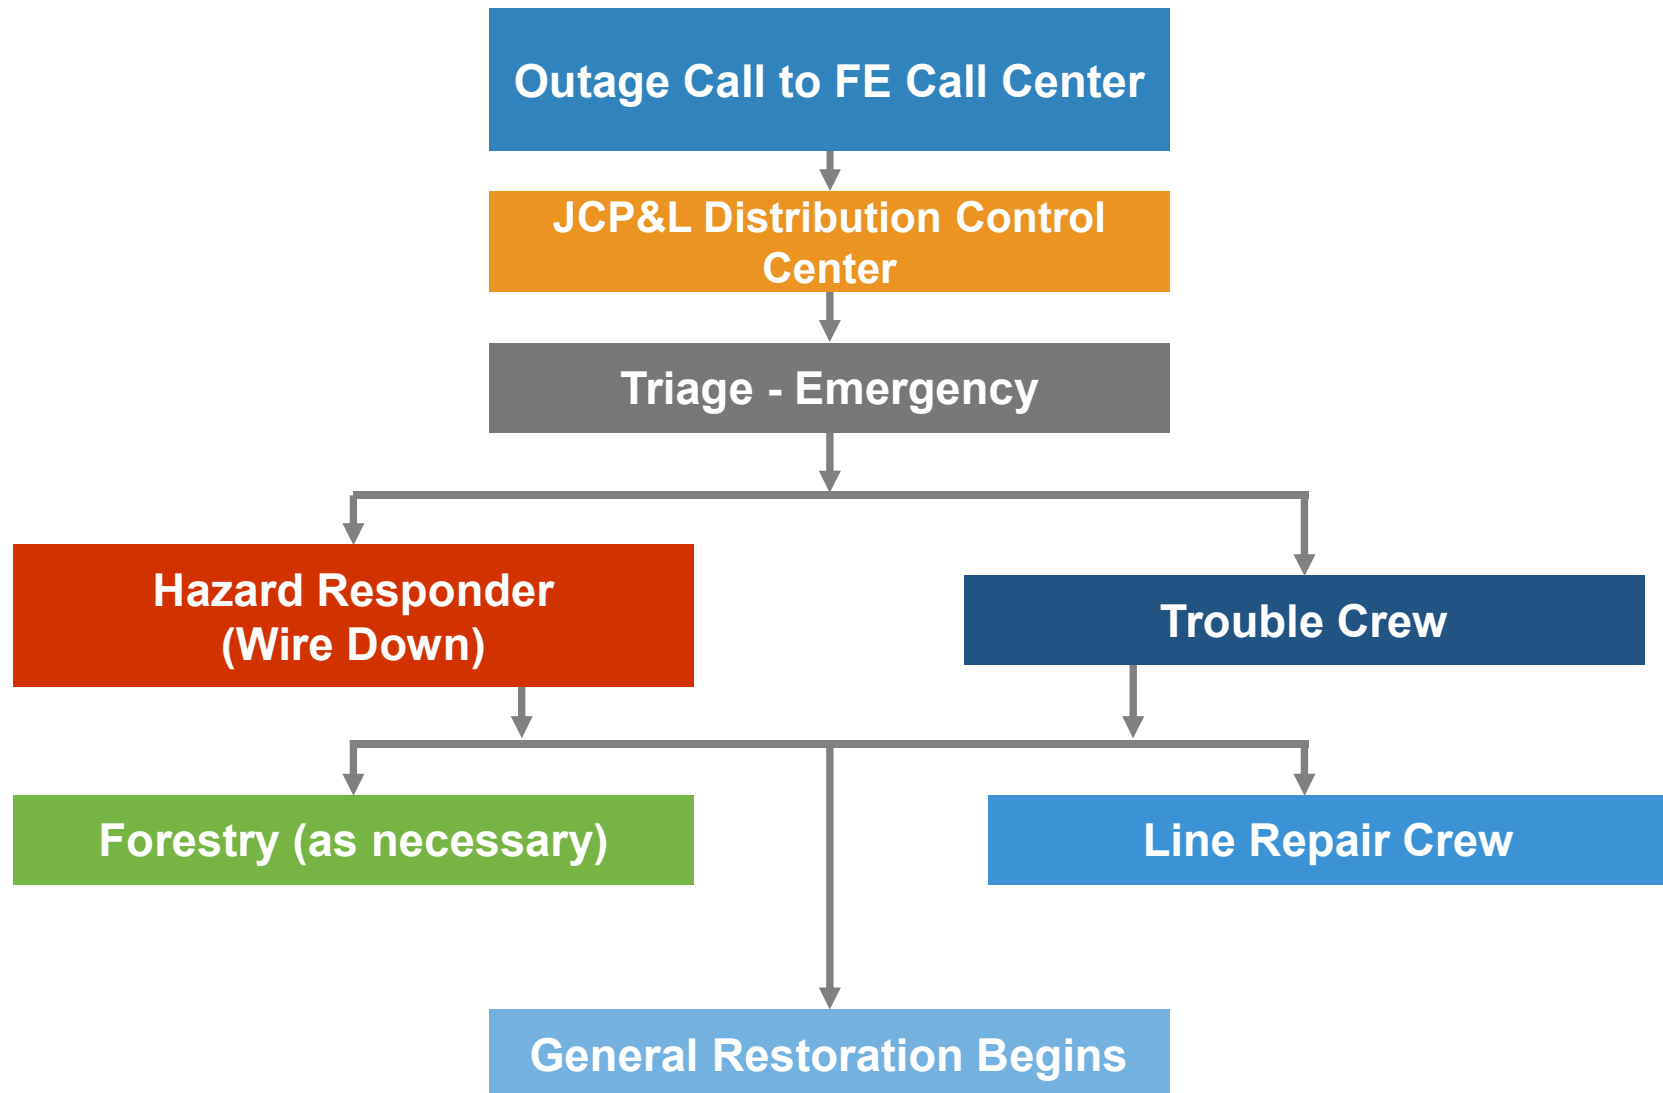 Outage Call to FE Call Center
JCP&L Distribution Control
Center
Triage - Emergency
Hazard Responder
(Wire Down)
Trouble Crew
Forestry (as necessary)
Line Repair Crew
General Restoration Begins